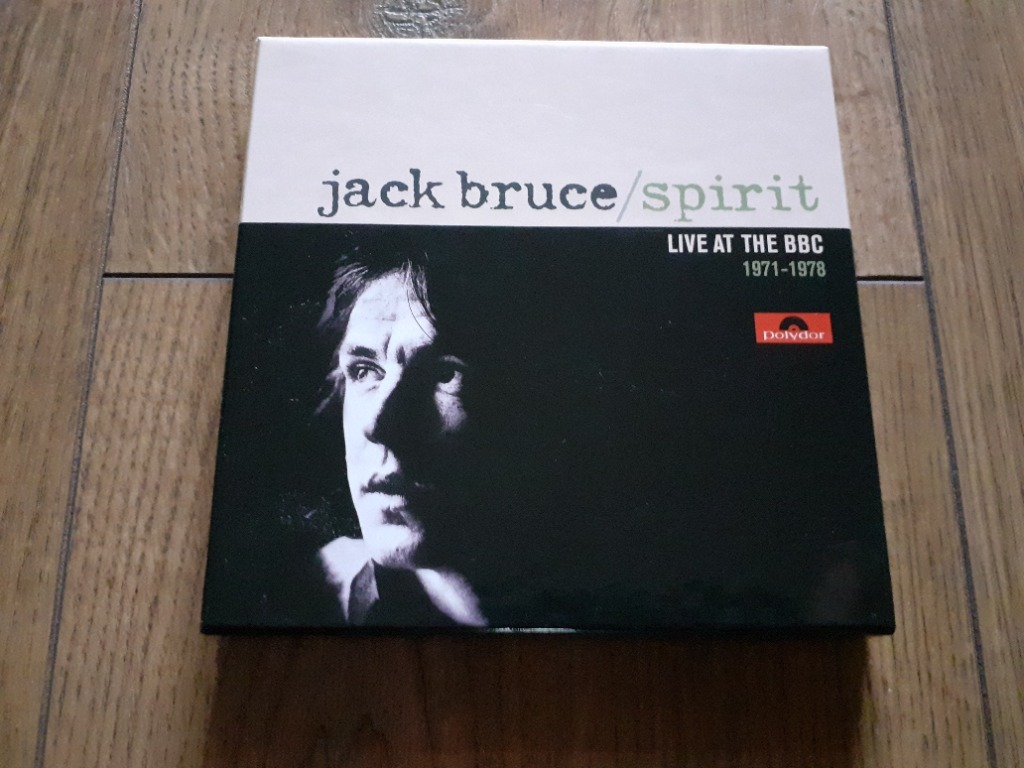 jack bruce/spirit
LIVE AT THE BBC
1971-1978
polydor